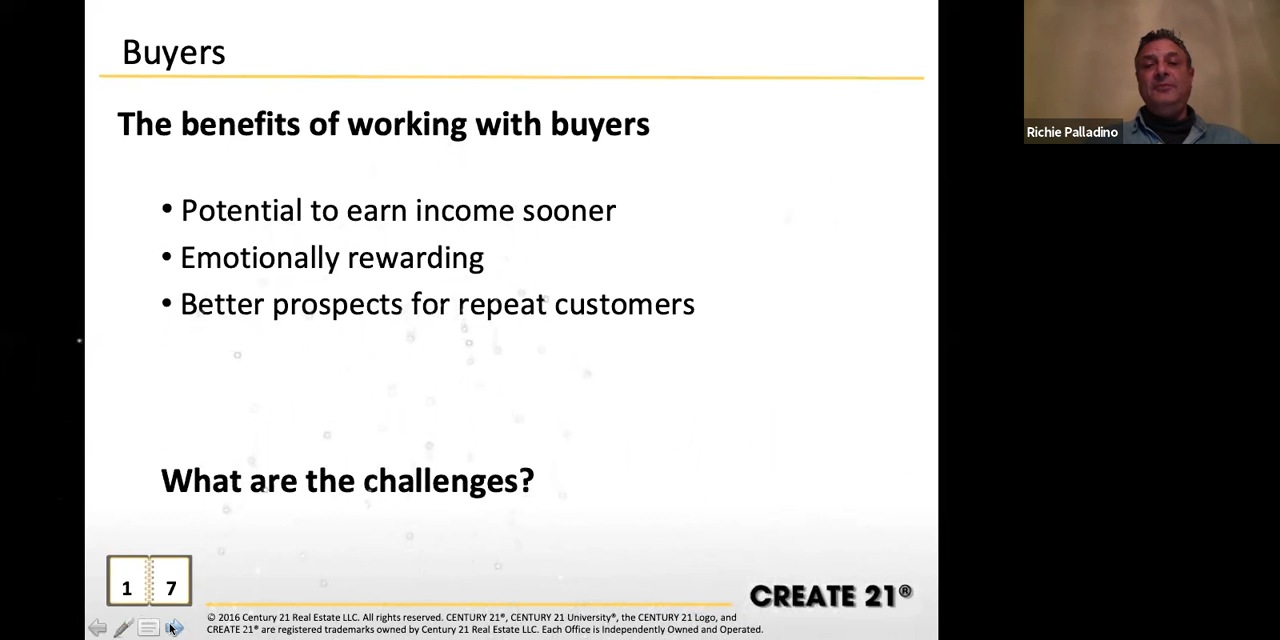 Buyers
The benefits of working with buyers
• Potential to earn income sooner
• Emotionally rewarding
• Better prospects for repeat customers
What are the challenges?
1 7
CREATE 21®
© 2016 Century 21 Real Estate LLC. All rights reserved. CENTURY 21®, CENTURY 21 University®, the CENTURY 21 Logo, and
CREATE 21® are registered trademarks owned by Century 21 Real Estate LLC. Each Office is Independently Owned and Operated.
Richie Palladino